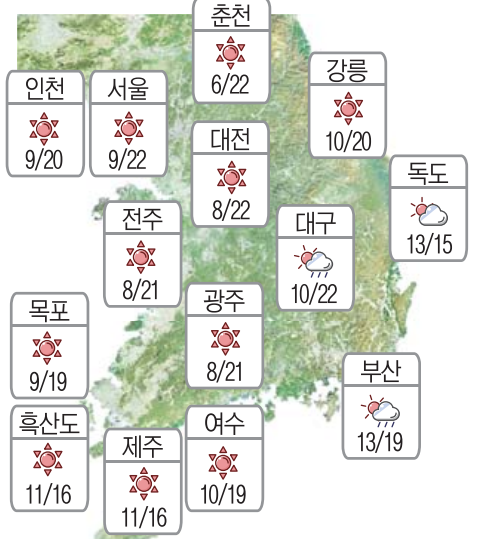 춘천
6/22
강릉
10/20
인천
9/20
서울
9/22
대전
8/22
독도
13/15
전주
8/21
대구
10/22
목포
9/19
광주
8/21
부산
13/19
흑산도
11/16
제주
11/16
여수
10/19